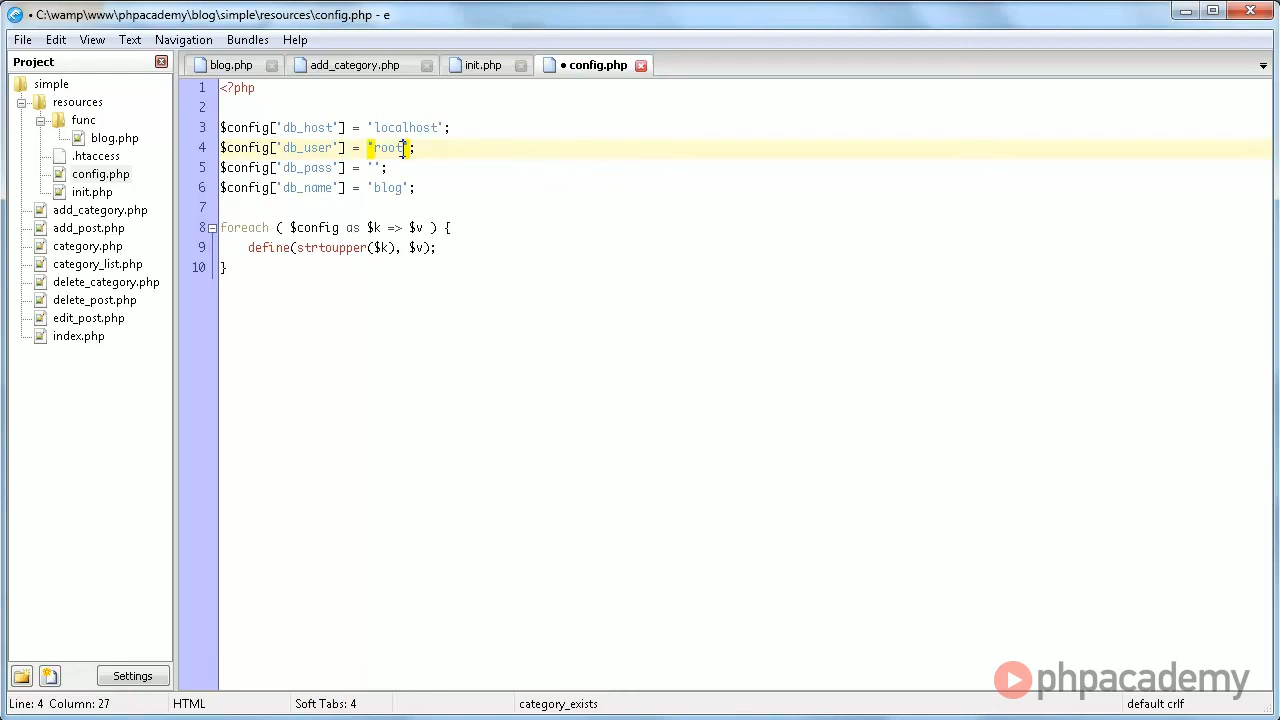 • C:\wamp\www\phpacademy\blog\simple\resources\config.php - e
File Edit View Text Navigation Bundles Help
Project
blog.php add_category.php init.php • config.php
simple
resources
func
blog.php
.htaccess
config.php
init.php
add_category.php
add_post.php
category.php
category_list.php
delete_category.php
delete_post.php
edit_post.php
index.php
1 <?php
2
3 $config['db_host'] = 'localhost';
4 $config['db_user'] = 'root';
5 $config['db_pass'] = '';
6 $config['db_name'] = 'blog';
7
8 foreach ( $config as $k => $v ) {
9 define(strtoupper($k), $v);
10 }
Settings
phpacademy
Line: 4 Column: 27 HTML Soft Tabs: 4 category_exists default crlf